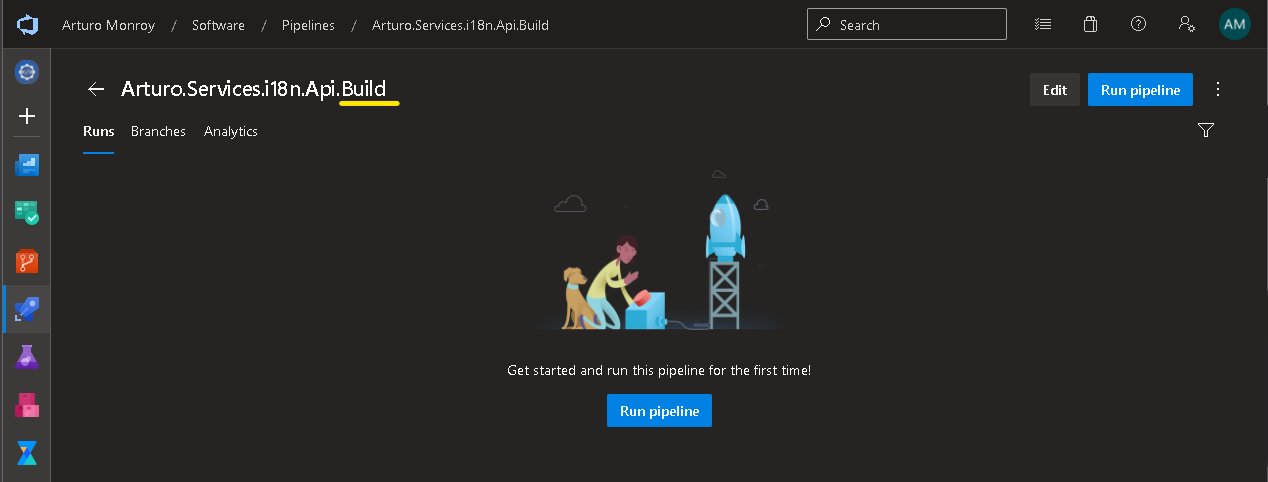 Arturo Monroy / Software / Pipelines / Arturo.Services.i18n.Api.Build Search AM
Arturo.Services.i18n.Api.Build Edit Run pipeline
Runs Branches Analytics
Get started and run this pipeline for the first time!
Run pipeline